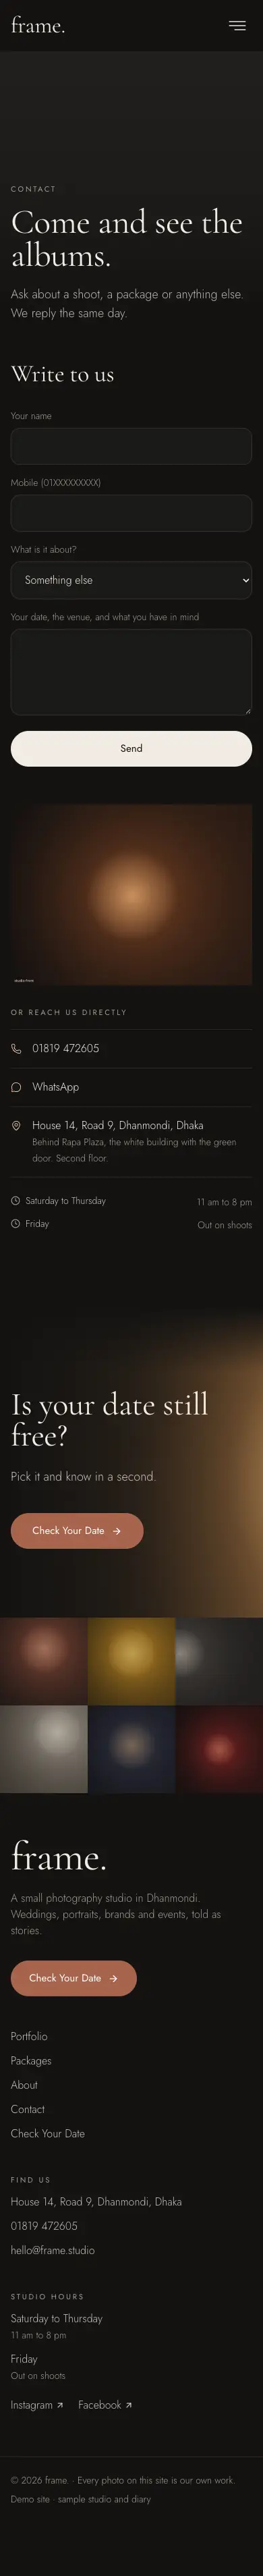 frame.
CONTACT
Come and see the
albums.
Ask about a shoot, a package or anything else.
We reply the same day.
Write to us
Your name
Mobile (01XXXXXXXXX)
What is it about?
Something else
Your date, the venue, and what you have in mind
Send
studio-front
OR REACH US DIRECTLY
01819 472605
WhatsApp
House 14, Road 9, Dhanmondi, Dhaka
Behind Rapa Plaza, the white building with the green
door. Second floor.
Saturday to Thursday 11 am to 8 pm
Friday Out on shoots
Is your date still
free?
Pick it and know in a second.
Check Your Date
frame.
A small photography studio in Dhanmondi.
Weddings, portraits, brands and events, told as
stories.
Check Your Date
Portfolio
Packages
About
Contact
Check Your Date
FIND US
House 14, Road 9, Dhanmondi, Dhaka
01819 472605
hello@frame.studio
STUDIO HOURS
Saturday to Thursday
11 am to 8 pm
Friday
Out on shoots
Instagram Facebook
© 2026 frame. · Every photo on this site is our own work.
Demo site · sample studio and diary